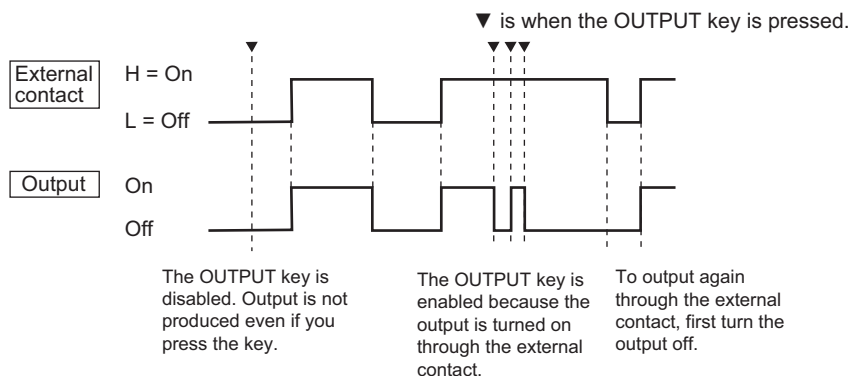 ▼ is when the OUTPUT key is pressed.
External
contact
H = On
L = Off
Output
On
Off
The OUTPUT key is
disabled. Output is not
produced even if you
press the key.
The OUTPUT key is
enabled because the
output is turned on
through the external
contact.
To output again
through the external
contact, first turn the
output off.